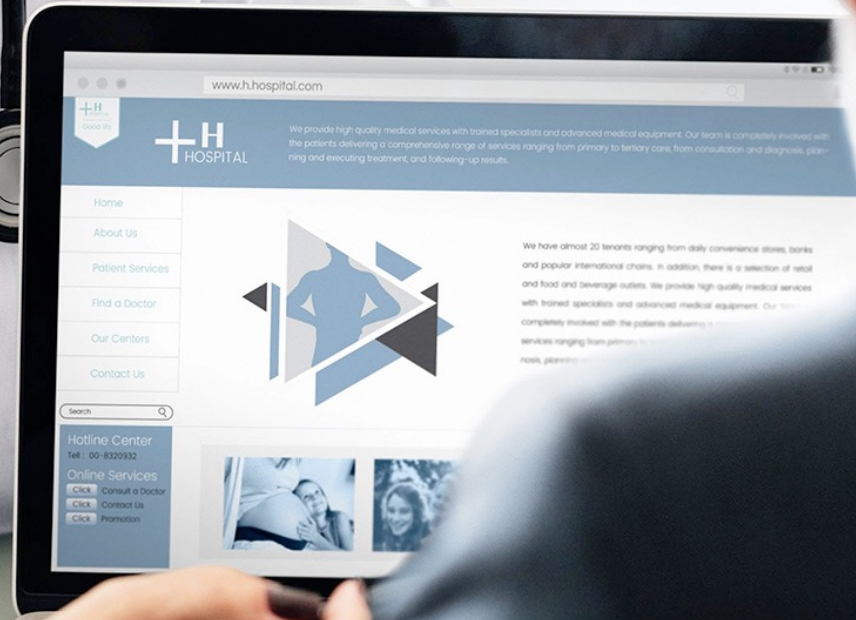 www.h.hospital.com
H
HOSPITAL
Good life
H
HOSPITAL
We provide high quality medical services with trained specialists and advanced medical equipment. Our team is completely involved with
the patients delivering a comprehensive range of services ranging from primary to tertiary care, from consultation and diagnosis, plan-
ning and executing treatment, and following-up results.
Home
About Us
Patient Services
Find a Doctor
Our Centers
Contact Us
Search
Hotline Center
Tell : 00-8320932
Online Services
Click Consult a Doctor
Click Contact Us
Click Promotion
We have almost 20 tenants ranging from daily convenience stores, banks
and popular international chains. In addition, there is a selection of retail
and food and beverage outlets. We provide high quality medical services
with trained specialists and advanced medical equipment. Our
completely involved with the patients delivering
services ranging from primary
nosis, planning